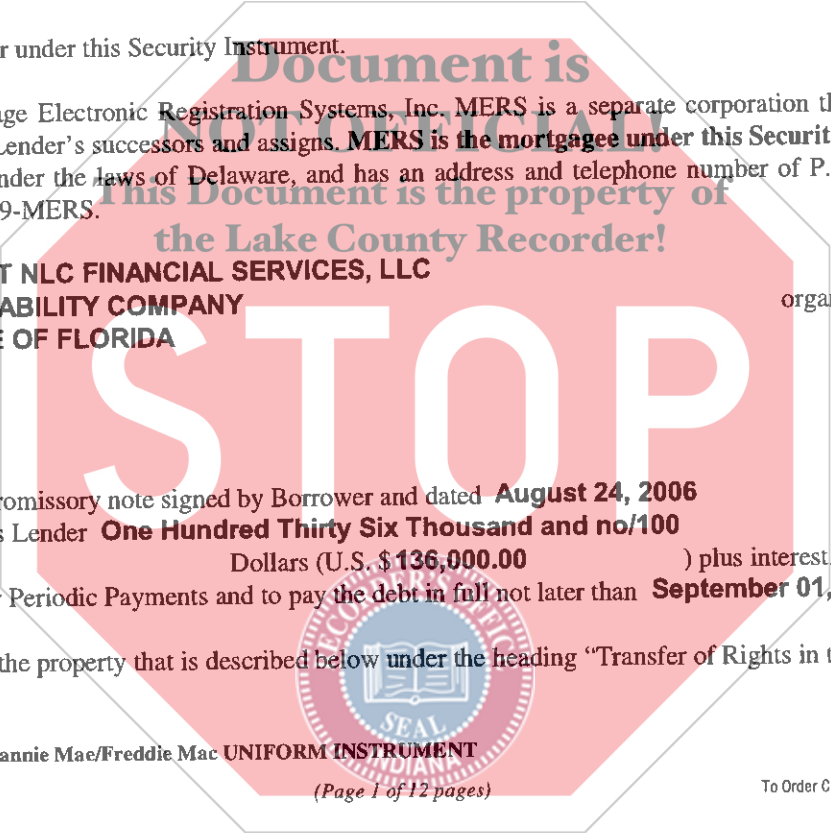 r under this Security Instrument.
Document is
age Electronic Registration Systems, Inc. MERS is a separate corporation th
NOT OFFICIAL!
Lender's successors and assigns. MERS is the mortgagee under this Securit
nder the laws of Delaware, and has an address and telephone number of P.
This Document is the property of
9-MERS.
the Lake County Recorder!
T NLC FINANCIAL SERVICES, LLC
ABILITY COMPANY organ
E OF FLORIDA
STOP
romissory note signed by Borrower and dated August 24, 2006
s Lender One Hundred Thirty Six Thousand and no/100
Dollars (U.S. $136,000.00 ) plus interest.
r Periodic Payments and to pay the debt in full not later than September 01,
RECORDER'S OFFICE
the property that is described below under the heading "Transfer of Rights in t
SEAL
annie Mae/Freddie Mac UNIFORM INSTRUMENT
INDIANA
(Page 1 of 12 pages)
To Order C